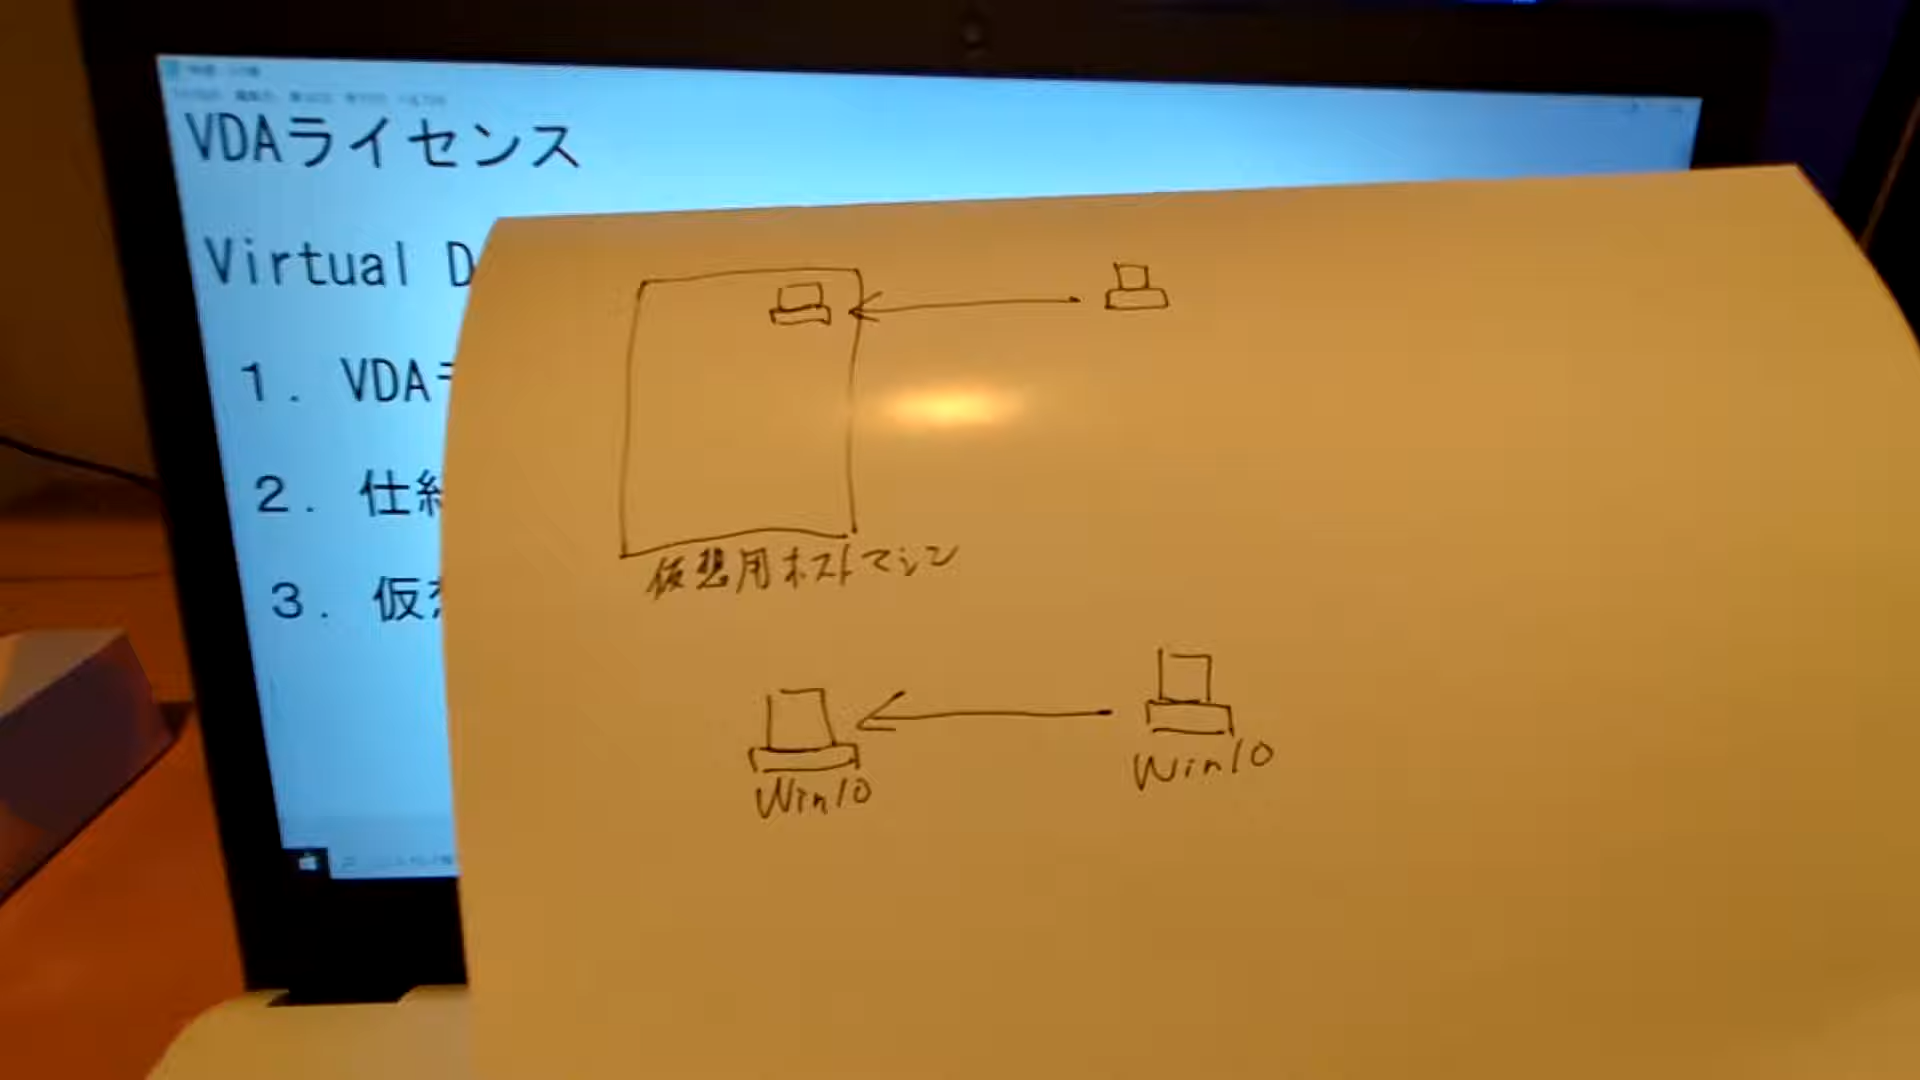 VDAライセンス
Virtual D
1. VDA
2. 仕
3. 仮
仮想用ホストマシン
Win10
Win10